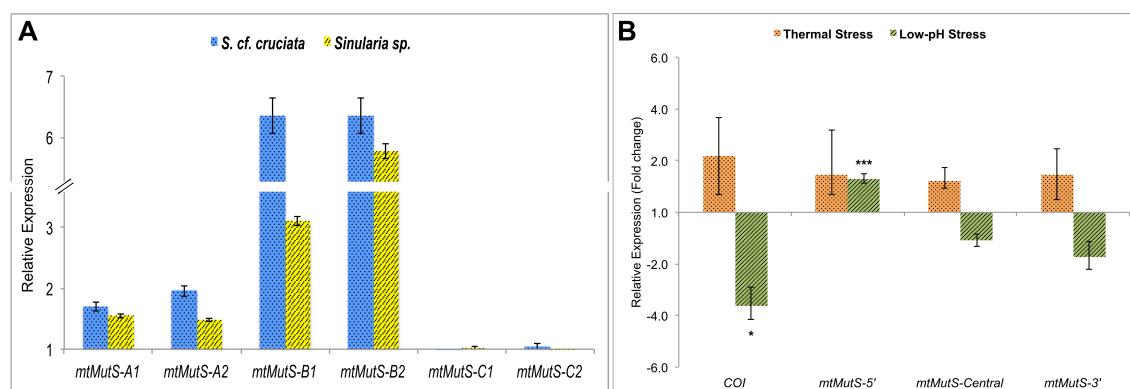 A
S. cf. cruciata
Sinularia sp.
Relative Expression
7
6
3
2
1
mtMutS-A1
mtMutS-A2
mtMutS-B1
mtMutS-B2
mtMutS-C1
mtMutS-C2
B
Thermal Stress
Low-pH Stress
Relative Expression (Fold change)
6.0
4.0
2.0
1.0
-2.0
-4.0
-6.0
***
*
COI
mtMutS-5'
mtMutS-Central
mtMutS-3'